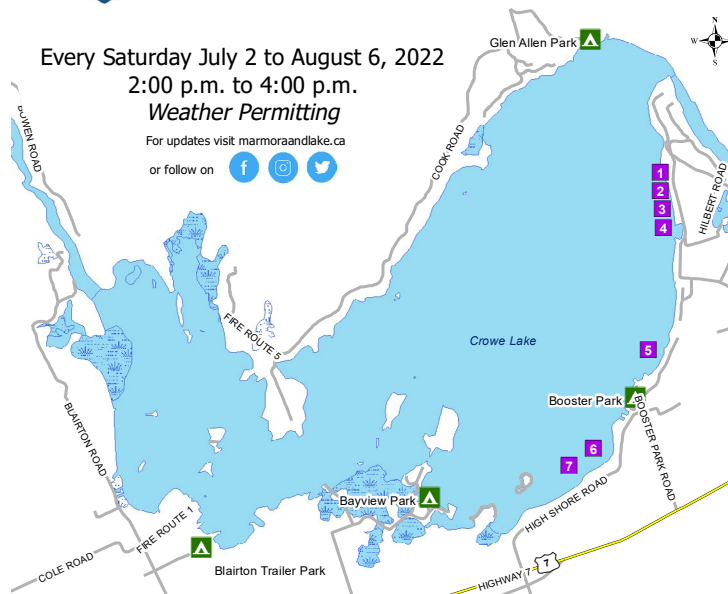 Every Saturday July 2 to August 6, 2022
2:00 p.m. to 4:00 p.m.
Weather Permitting
For updates visit marmoraandlake.ca
or follow on
f
N
W
E
S
Glen Allen Park
BOWEN ROAD
COOK ROAD
HILBERT ROAD
1
2
3
4
FIRE ROUTE 5
Crowe Lake
5
Booster Park
BOOSTER PARK ROAD
BLAIRTON ROAD
6
7
Bayview Park
HIGH SHORE ROAD
FIRE ROUTE 1
COLE ROAD
Blairton Trailer Park
HIGHWAY 7
7